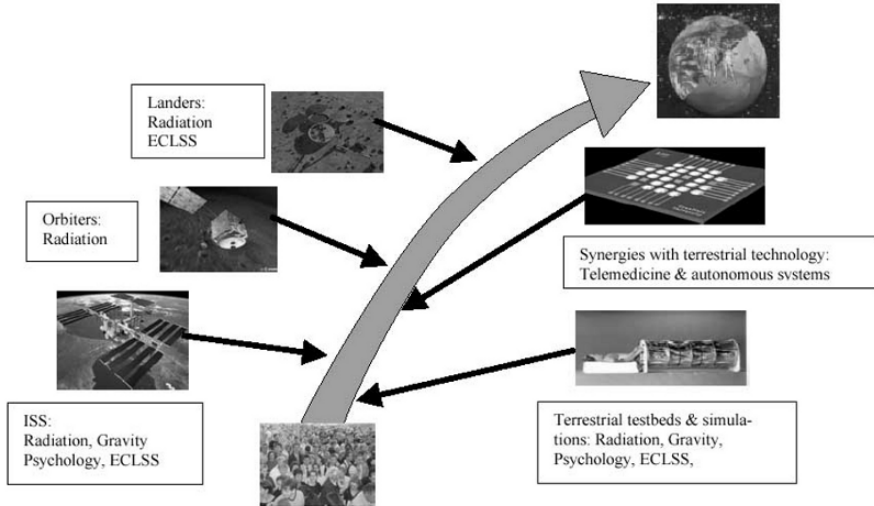 Landers:
Radiation
ECLSS
Orbiters:
Radiation
Synergies with terrestrial technology:
Telemedicine & autonomous systems
ISS:
Radiation, Gravity
Psychology, ECLSS
Terrestrial testbeds & simula-
tions: Radiation, Gravity,
Psychology, ECLSS,